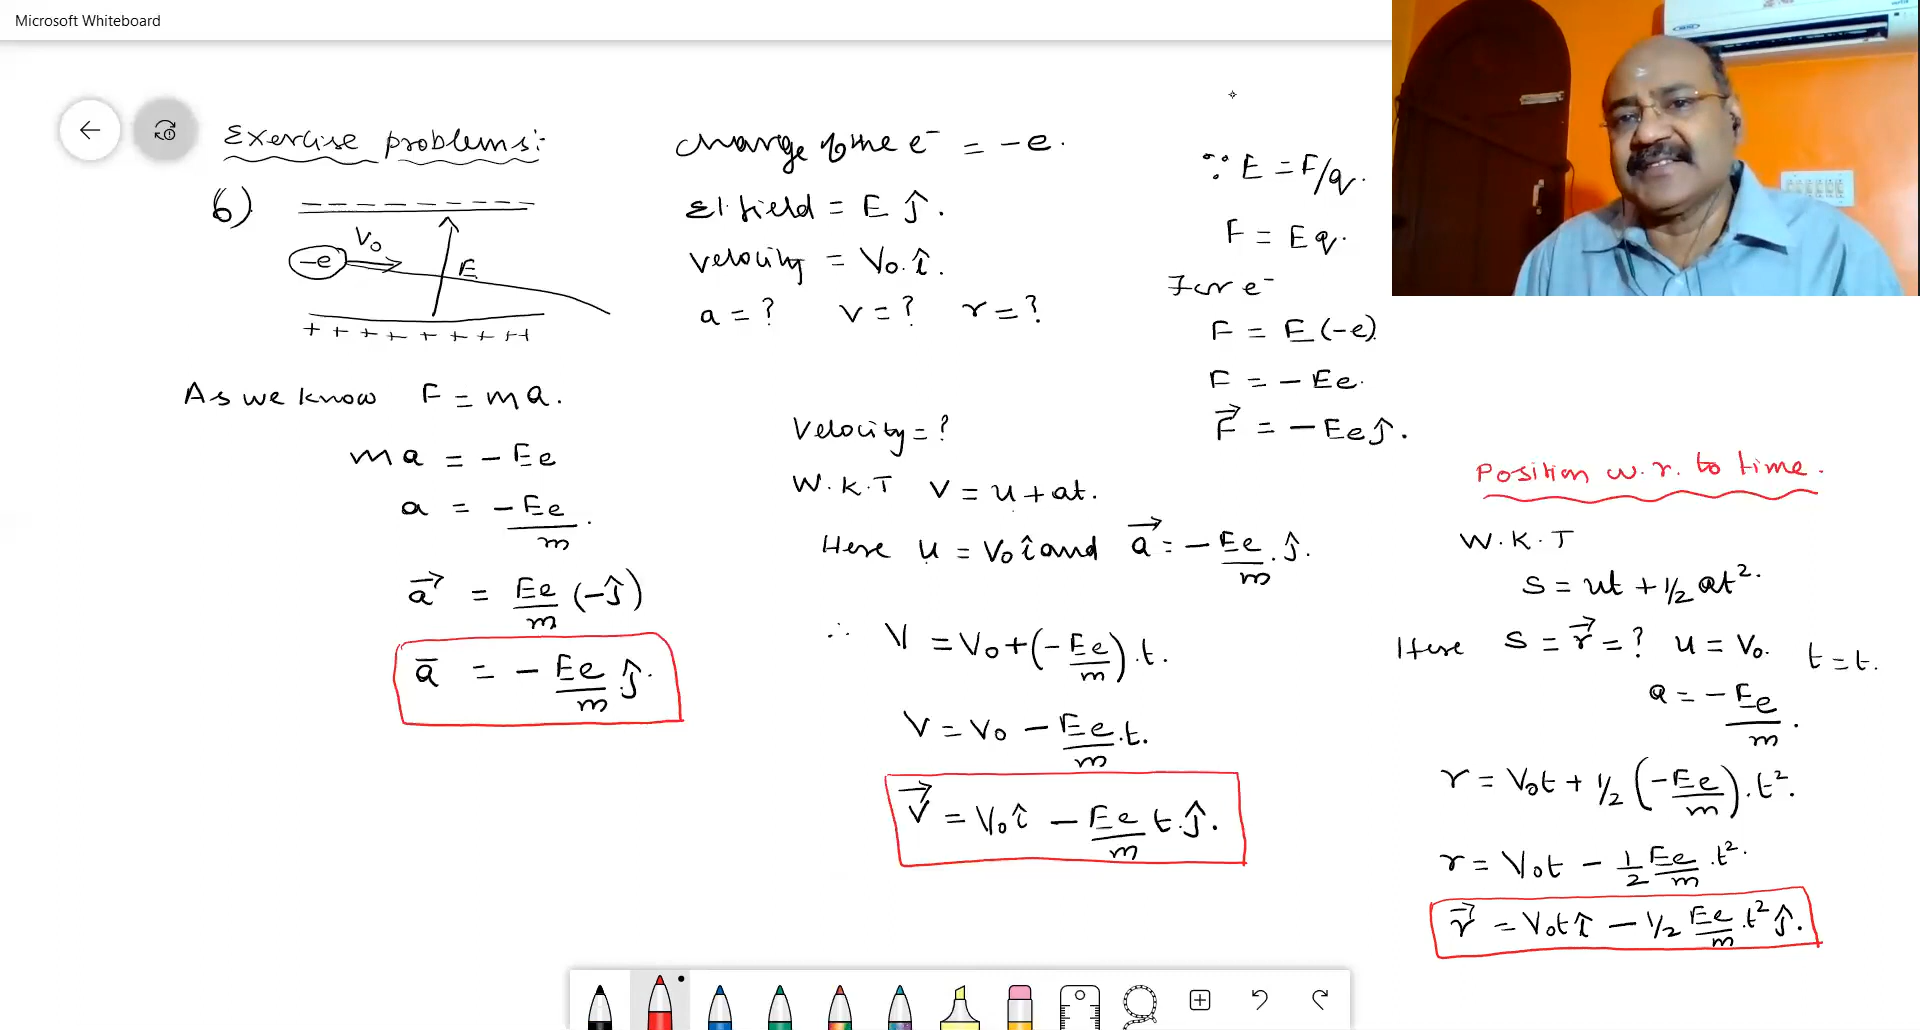 Microsoft Whiteboard
Exercise problems:-
6)
– – – – – – – –
V₀
-e
E
+ + + + + + + +
charge of the e⁻ = -e.
El. field = E ĵ.
velocity = V₀. î.
a = ? v = ? r = ?
∵ E = F/q.
F = Eq.
For e⁻
F = E (-e).
F = - Ee.
F⃗ = - Ee ĵ.
As we know F = ma.
ma = - Ee
a = - Ee/m.
a⃗ = Ee/m (-ĵ)
a̅ = - Ee/m ĵ.
Velocity = ?
W.K.T V = u + at.
Here u = V₀ î and a⃗ = - Ee/m . ĵ.
∴ V = V₀ + (- Ee/m) . t.
V = V₀ - Ee/m . t.
V⃗ = V₀ î - Ee/m t. ĵ.
Position w.r. to time.
W.K.T
S = ut + 1/2 at².
Here S = r⃗ = ? u = V₀. t = t.
a = - Ee/m.
r = V₀t + 1/2 (- Ee/m) . t².
r = V₀t - 1/2 Ee/m . t².
r⃗ = V₀t î - 1/2 Ee/m . t² ĵ.